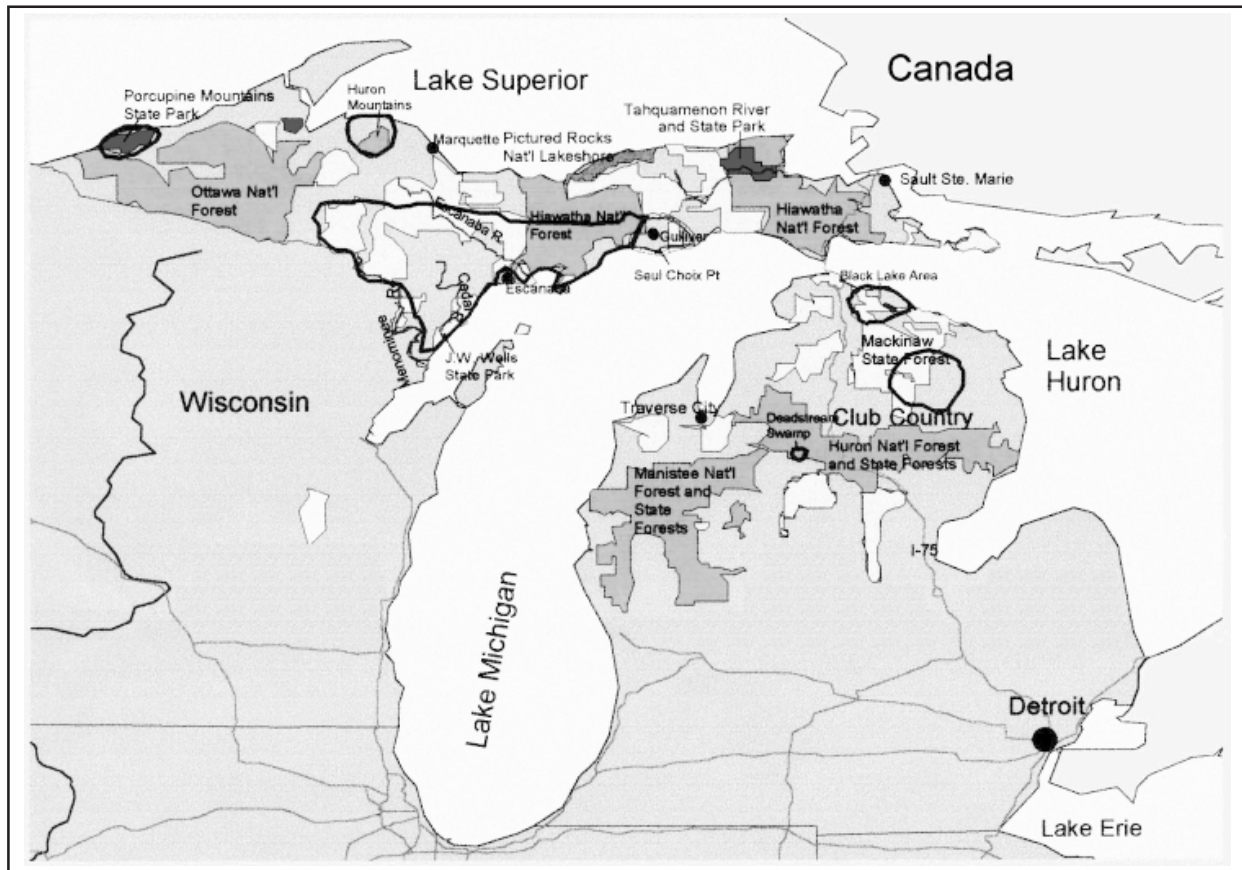 Canada
Lake Superior
Porcupine Mountains
State Park
Huron
Mountains
Tahquamenon River
and State Park
Marquette
Pictured Rocks
Nat'l Lakeshore
Sault Ste. Marie
Ottawa Nat'l
Forest
Escanaba R.
Hiawatha Nat'l
Forest
Hiawatha
Nat'l Forest
Gulliver
Seul Choix Pt
Escanaba
Black Lake Area
Cedar R.
Menominee R.
J.W. Wells
State Park
Mackinaw
State Forest
Lake
Huron
Wisconsin
Traverse City
Deadstream
Swamp
Club Country
Huron Nat'l Forest
and State Forests
Manistee Nat'l
Forest and
State
Forests
I-75
Lake Michigan
Detroit
Lake Erie